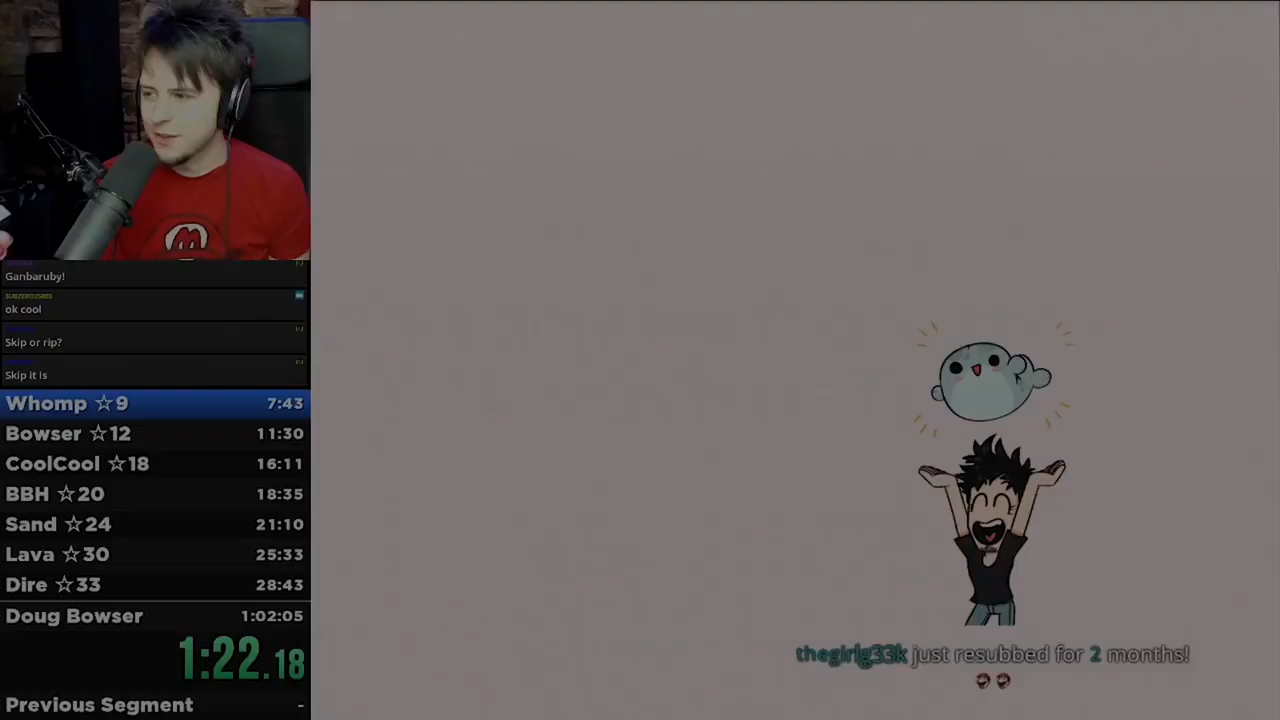 Ganbaruby!
SUBZERO25803
ok cool
Skip or rip?
Skip it is
Whomp ☆9 7:43
Bowser ☆12 11:30
CoolCool ☆18 16:11
BBH ☆20 18:35
Sand ☆24 21:10
Lava ☆30 25:33
Dire ☆33 28:43
Doug Bowser 1:02:05
1:22.18
Previous Segment -
thegirlg33k just resubbed for 2 months!